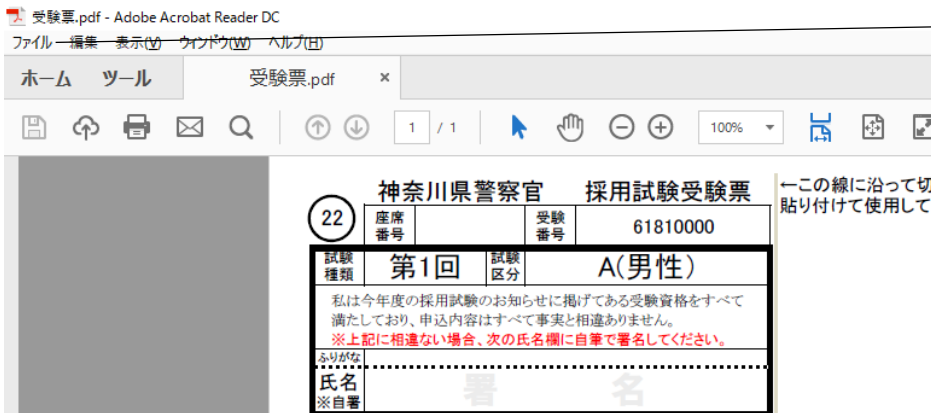 受験票.pdf - Adobe Acrobat Reader DC
ファイル 編集 表示(V) ウィンドウ(W) ヘルプ(H)
ホーム ツール 受験票.pdf ×
1 / 1 100%
神奈川県警察官 採用試験受験票
←この線に沿って切
貼り付けて使用して
22 座席番号 受験番号 61810000
試験種類 第1回 試験区分 A(男性)
私は今年度の採用試験のお知らせに掲げてある受験資格をすべて
満たしており、申込内容はすべて事実と相違ありません。
※上記に相違ない場合、次の氏名欄に自筆で署名してください。
ふりがな
氏名 署 名
※自署